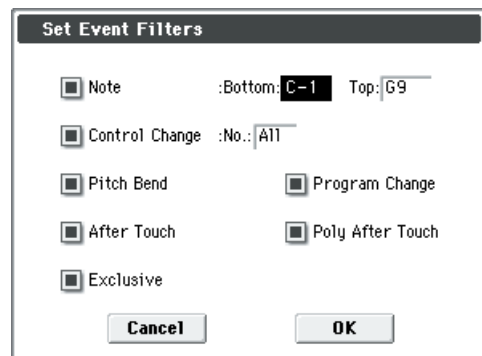 Set Event Filters
Note :Bottom: C-1 Top: G9
Control Change :No.: All
Pitch Bend Program Change
After Touch Poly After Touch
Exclusive
Cancel OK